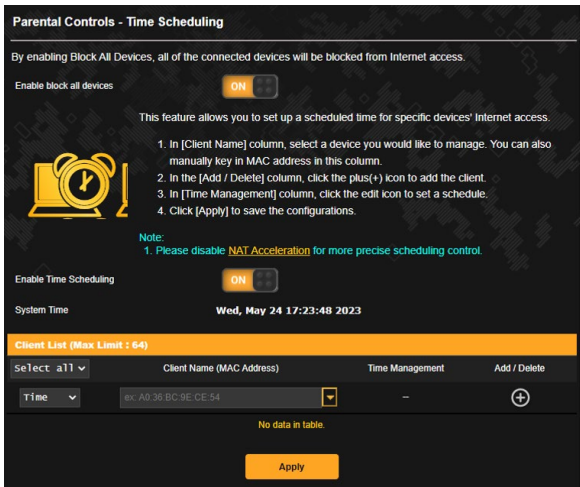 Parental Controls - Time Scheduling
By enabling Block All Devices, all of the connected devices will be blocked from Internet access.
Enable block all devices
ON
This feature allows you to set up a scheduled time for specific devices' Internet access.
1. In [Client Name] column, select a device you would like to manage. You can also
manually key in MAC address in this column.
2. In the [Add / Delete] column, click the plus(+) icon to add the client.
3. In [Time Management] column, click the edit icon to set a schedule.
4. Click [Apply] to save the configurations.
Note:
1. Please disable NAT Acceleration for more precise scheduling control.
Enable Time Scheduling
ON
System Time
Wed, May 24 17:23:48 2023
Client List (Max Limit : 64)
Select all Client Name (MAC Address) Time Management Add / Delete
Time ex: A0:36:BC:9E:CE:54 --
No data in table.
Apply